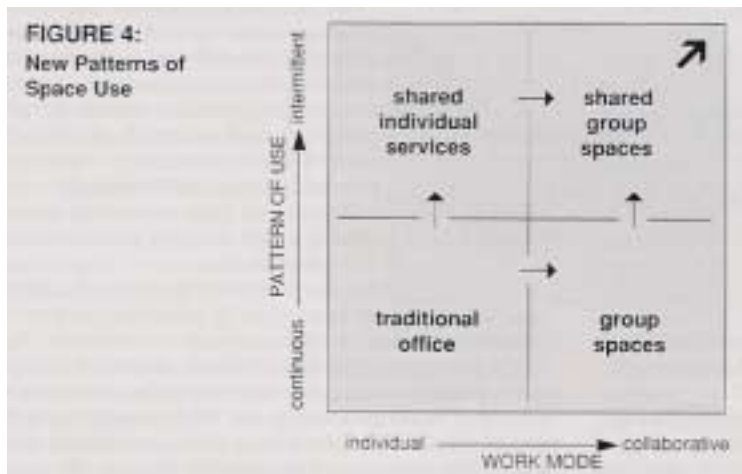 FIGURE 4:
New Patterns of
Space Use
intermittent
PATTERN OF USE
continuous
shared
individual
services
shared
group
spaces
traditional
office
group
spaces
individual
collaborative
WORK MODE